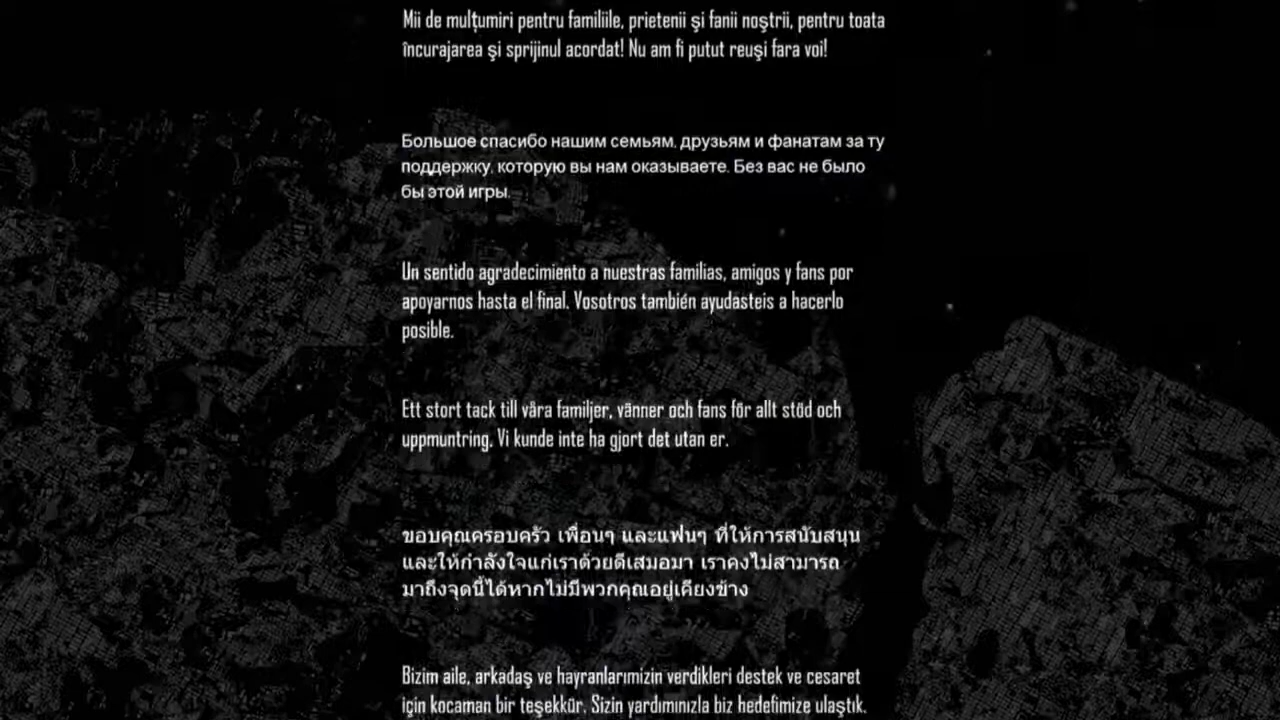 Mii de mulțumiri pentru familiile, prietenii și fanii noștrii, pentru toata
încurajarea și sprijinul acordat! Nu am fi putut reuși fara voi!
Большое спасибо нашим семьям, друзьям и фанатам за ту
поддержку, которую вы нам оказываете. Без вас не было
бы этой игры.
Un sentido agradecimiento a nuestras familias, amigos y fans por
apoyarnos hasta el final. Vosotros también ayudasteis a hacerlo
posible.
Ett stort tack till våra familjer, vänner och fans för allt stöd och
uppmuntring. Vi kunde inte ha gjort det utan er.
ขอบคุณครอบครัว เพื่อนๆ และแฟนๆ ที่ให้การสนับสนุน
และให้กำลังใจแก่เราด้วยดีเสมอมา เราคงไม่สามารถ
มาถึงจุดนี้ได้หากไม่มีพวกคุณอยู่เคียงข้าง
Bizim aile, arkadaş ve hayranlarımizin verdikleri destek ve cesaret
için kocaman bir teşekkür. Sizin yardımınızla biz hedefimize ulaştık.